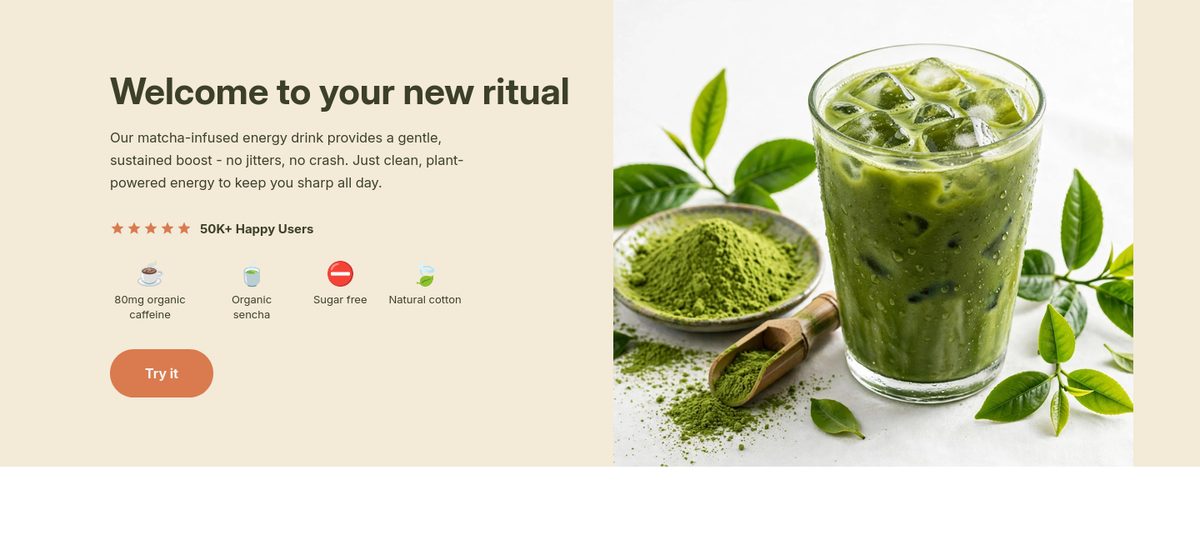 Welcome to your new ritual
Our matcha-infused energy drink provides a gentle,
sustained boost - no jitters, no crash. Just clean, plant-
powered energy to keep you sharp all day.
50K+ Happy Users
80mg organic
caffeine
Organic
sencha
Sugar free
Natural cotton
Try it